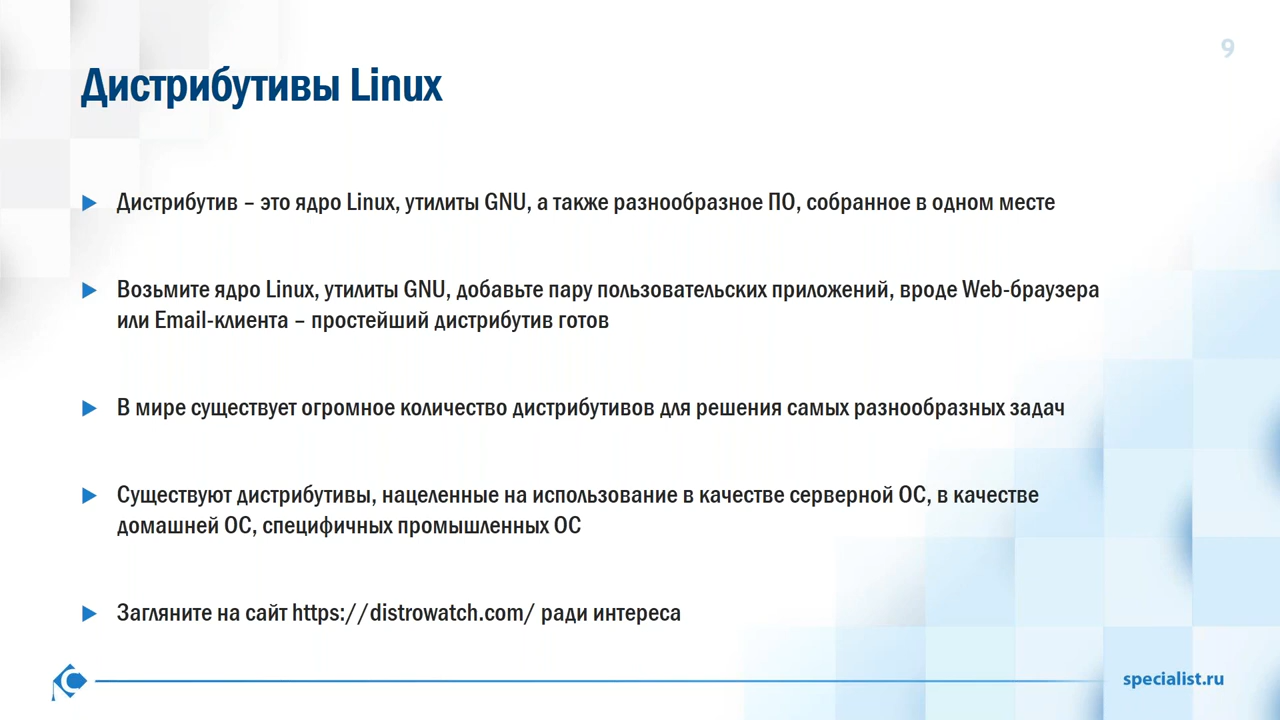 9
Дистрибутивы Linux
Дистрибутив – это ядро Linux, утилиты GNU, а также разнообразное ПО, собранное в одном месте
Возьмите ядро Linux, утилиты GNU, добавьте пару пользовательских приложений, вроде Web-браузера
или Email-клиента – простейший дистрибутив готов
В мире существует огромное количество дистрибутивов для решения самых разнообразных задач
Существуют дистрибутивы, нацеленные на использование в качестве серверной ОС, в качестве
домашней ОС, специфичных промышленных ОС
Загляните на сайт https://distrowatch.com/ ради интереса
specialist.ru